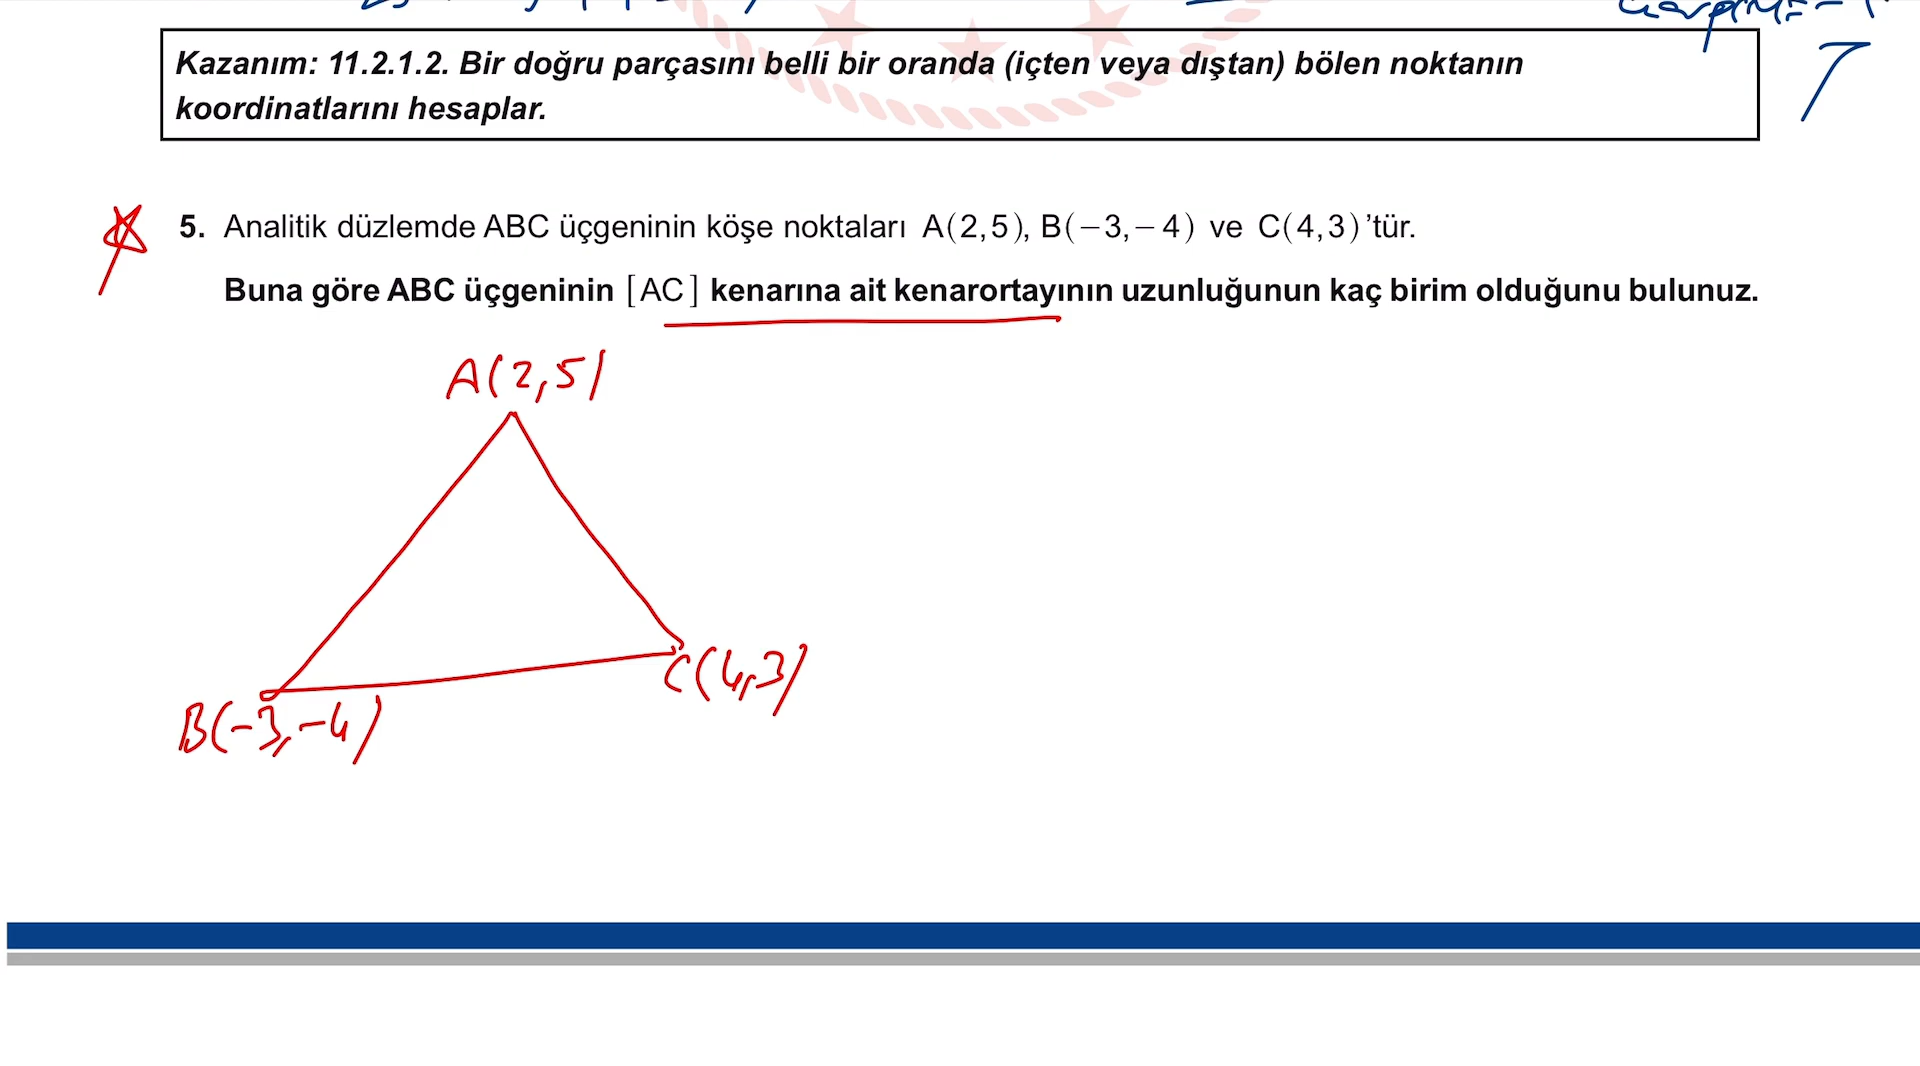 Kazanım: 11.2.1.2. Bir doğru parçasını belli bir oranda (içten veya dıştan) bölen noktanın
koordinatlarını hesaplar.
5. Analitik düzlemde ABC üçgeninin köşe noktaları A(2,5), B(−3,−4) ve C(4,3)'tür.
Buna göre ABC üçgeninin [AC] kenarına ait kenarortayının uzunluğunun kaç birim olduğunu bulunuz.
A(2,5)
C(4,3)
B(-3,-4)